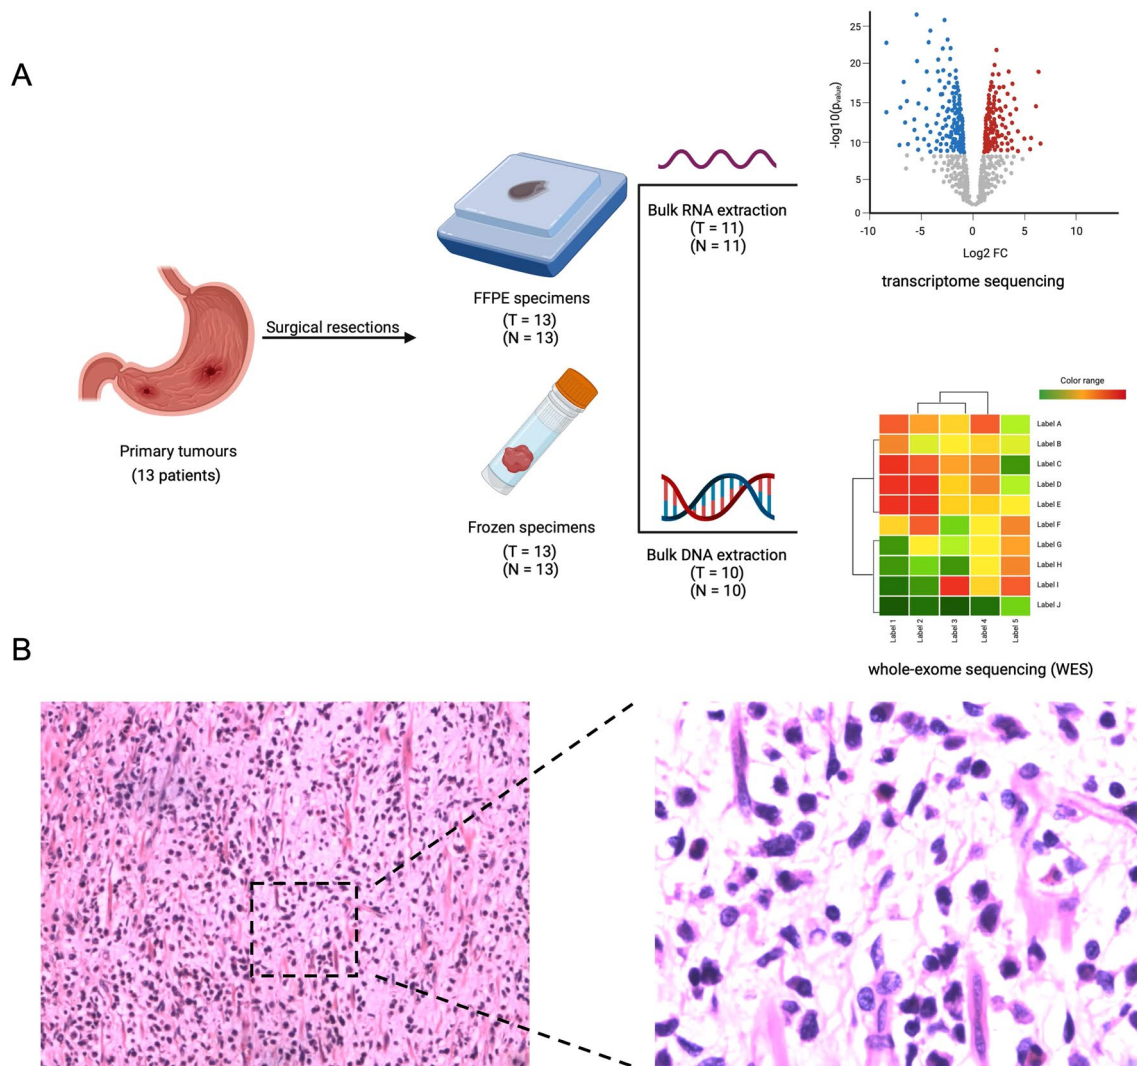 A
Primary tumours
(13 patients)
Surgical resections
FFPE specimens
(T = 13)
(N = 13)
Frozen specimens
(T = 13)
(N = 13)
Bulk RNA extraction
(T = 11)
(N = 11)
Bulk DNA extraction
(T = 10)
(N = 10)
-log10(pvalue)
25
20
15
10
5
0
-10
-5
0
5
10
Log2 FC
transcriptome sequencing
Color range
Label A
Label B
Label C
Label D
Label E
Label F
Label G
Label H
Label I
Label J
Label 1
Label 2
Label 3
Label 4
Label 5
whole-exome sequencing (WES)
B